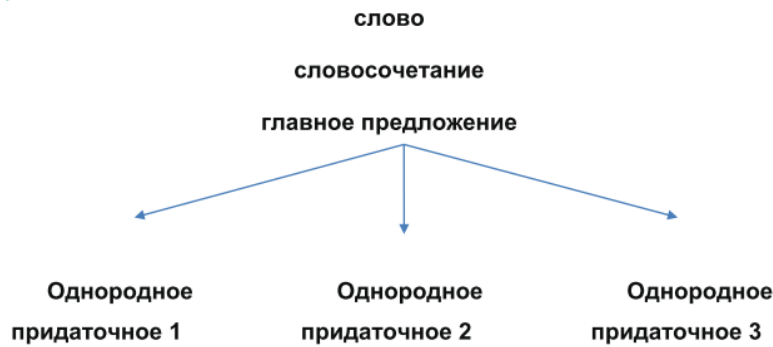 слово
словосочетание
главное предложение
Однородное Однородное Однородное
придаточное 1 придаточное 2 придаточное 3